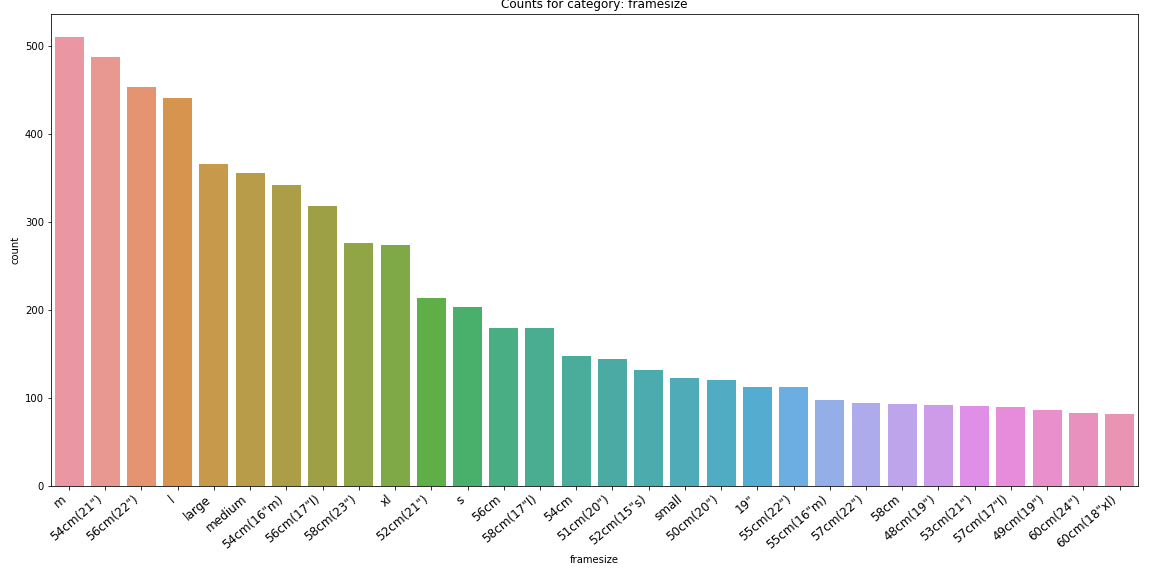 Counts for category: framesize
count
500
400
300
200
100
0
m
54cm(21")
56cm(22")
l
large
medium
54cm(16"m)
56cm(17"l)
58cm(23")
xl
52cm(21")
s
56cm
58cm(17"l)
54cm
51cm(20")
52cm(15"s)
small
50cm(20")
19"
55cm(22")
55cm(16"m)
57cm(22")
58cm
48cm(19")
53cm(21")
57cm(17"l)
49cm(19")
60cm(24")
60cm(18"xl)
framesize